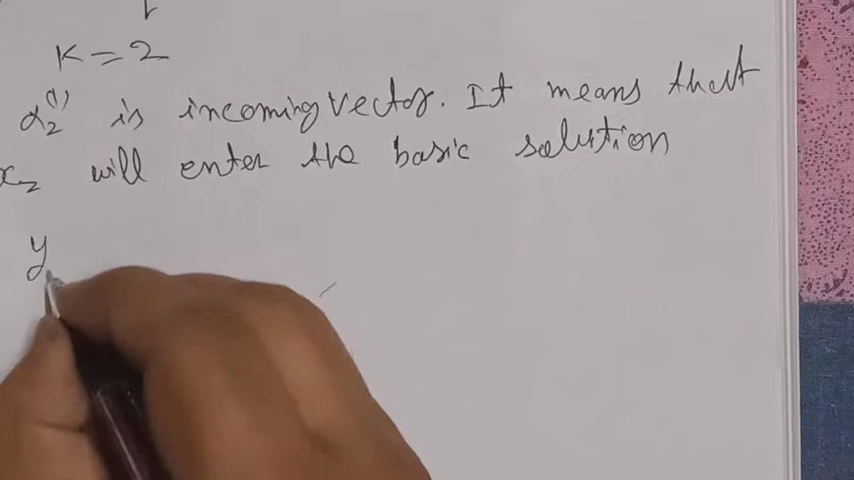 K = 2
α₂⁽¹⁾ is incoming vector. It means that
x₂ will enter the basic solution
y